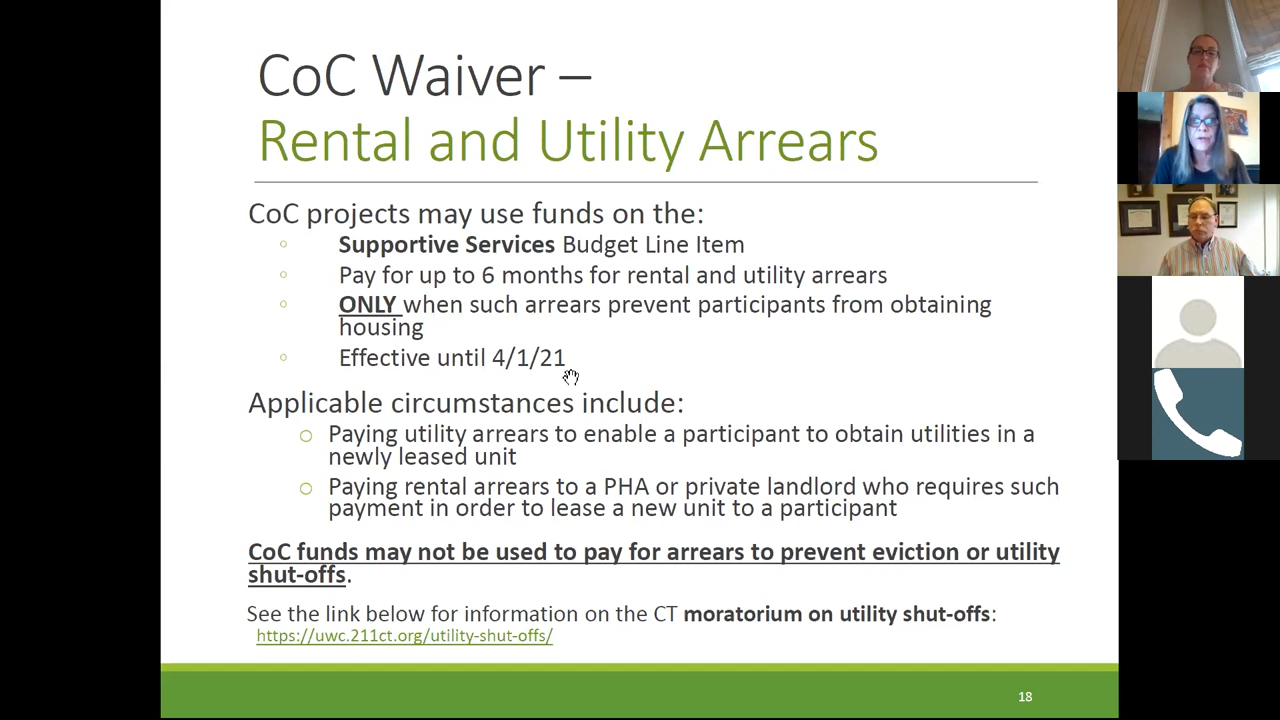 CoC Waiver –
Rental and Utility Arrears
CoC projects may use funds on the:
◦ Supportive Services Budget Line Item
◦ Pay for up to 6 months for rental and utility arrears
◦ ONLY when such arrears prevent participants from obtaining
housing
◦ Effective until 4/1/21
Applicable circumstances include:
o Paying utility arrears to enable a participant to obtain utilities in a
newly leased unit
o Paying rental arrears to a PHA or private landlord who requires such
payment in order to lease a new unit to a participant
CoC funds may not be used to pay for arrears to prevent eviction or utility
shut-offs.
See the link below for information on the CT moratorium on utility shut-offs:
https://uwc.211ct.org/utility-shut-offs/
18